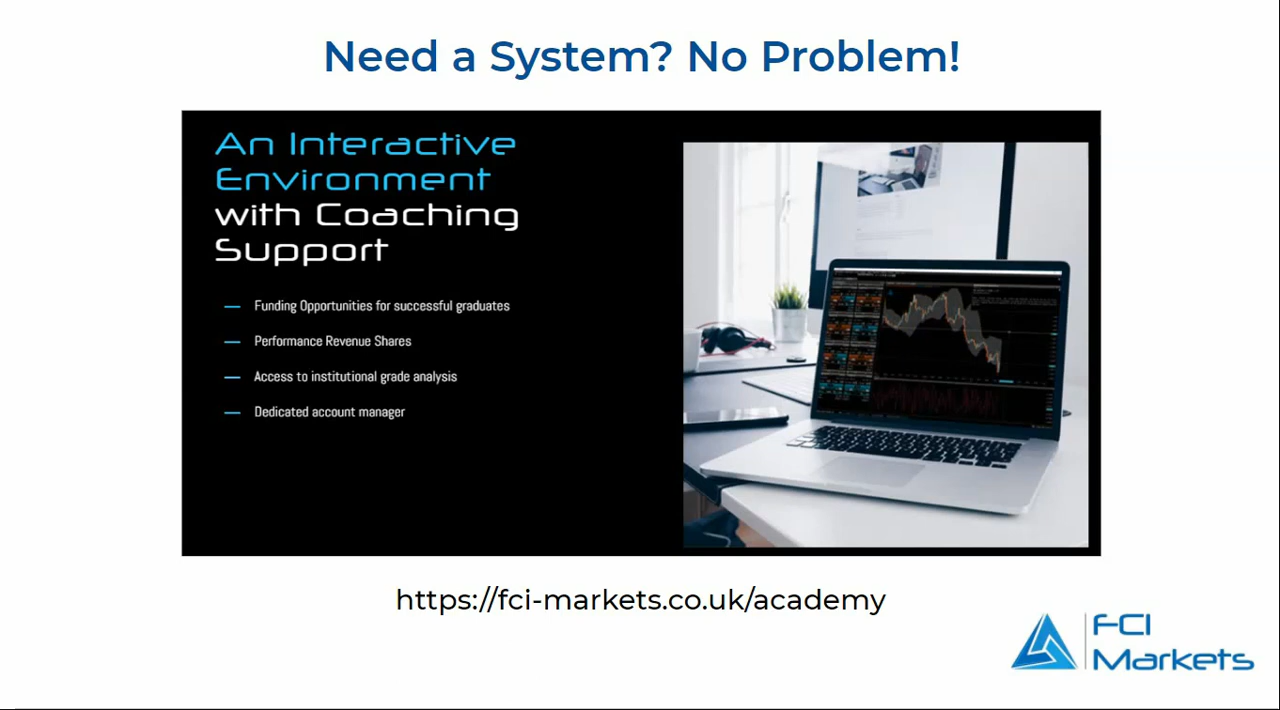 Need a System? No Problem!
An Interactive
Environment
with Coaching
Support
Funding Opportunities for successful graduates
Performance Revenue Shares
Access to institutional grade analysis
Dedicated account manager
https://fci-markets.co.uk/academy
FCI
Markets